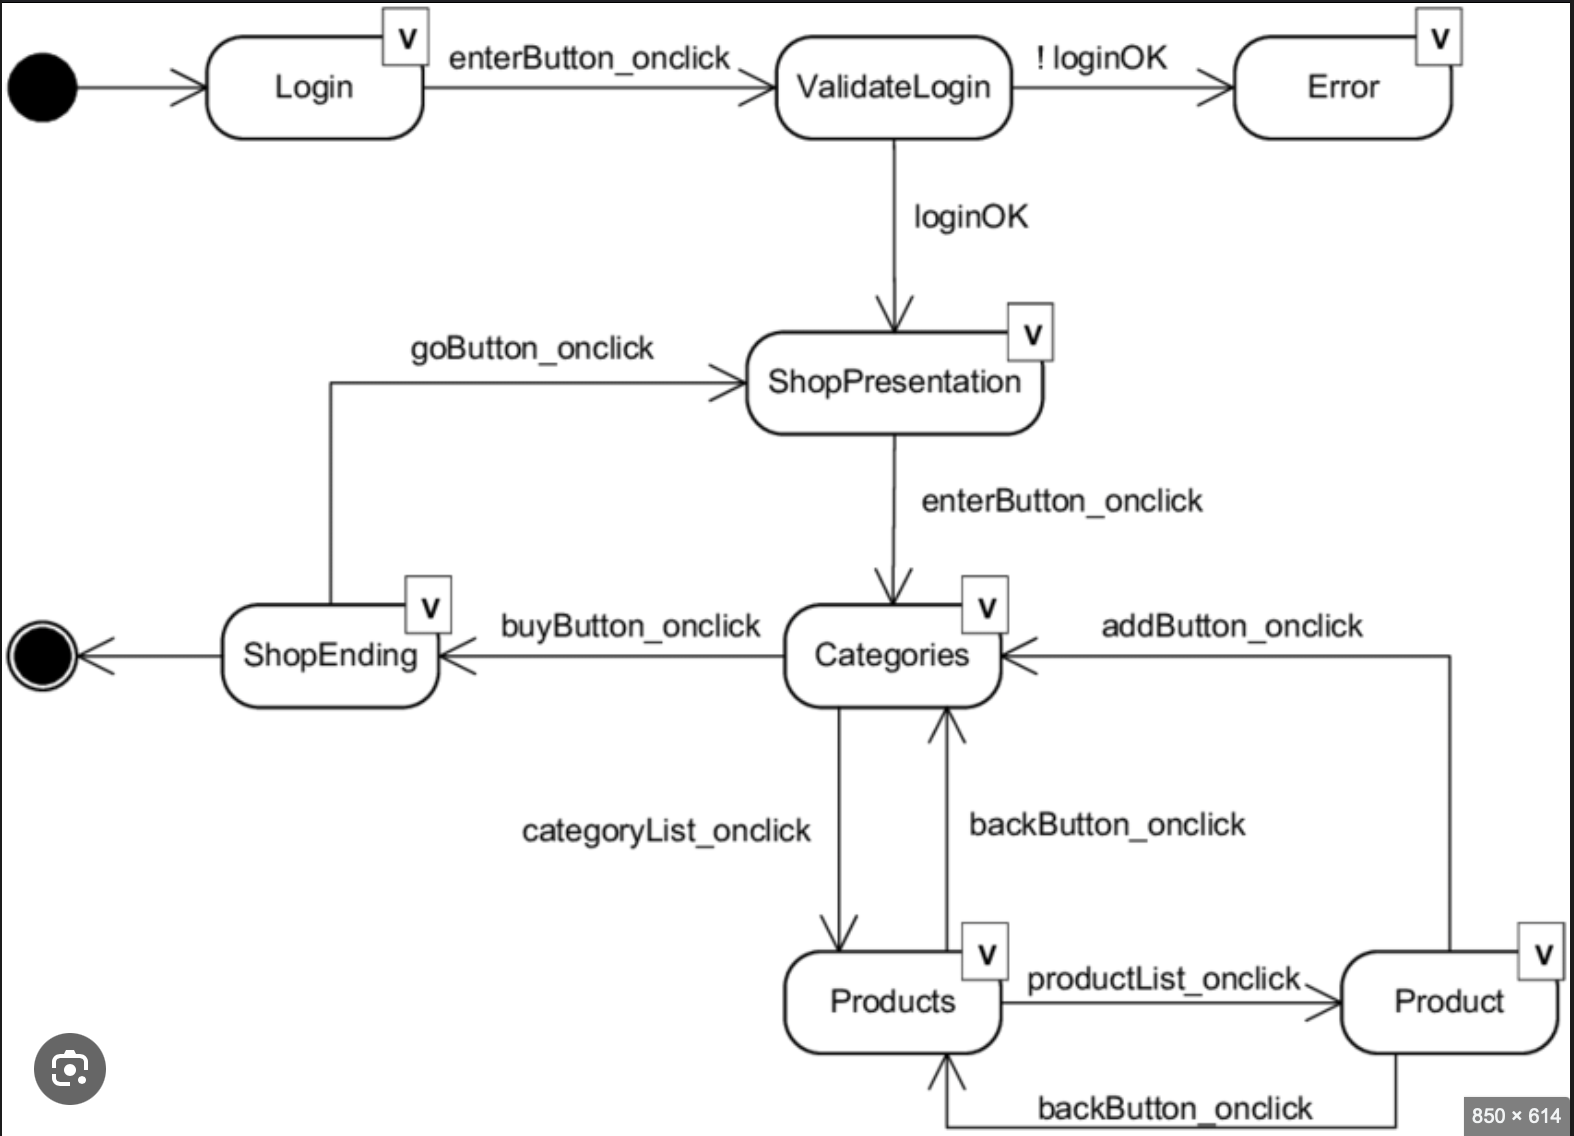 V
Login
enterButton_onclick
ValidateLogin
! loginOK
V
Error
loginOK
goButton_onclick
V
ShopPresentation
enterButton_onclick
V
ShopEnding
buyButton_onclick
V
Categories
addButton_onclick
categoryList_onclick
backButton_onclick
V
Products
productList_onclick
V
Product
backButton_onclick
850 × 614